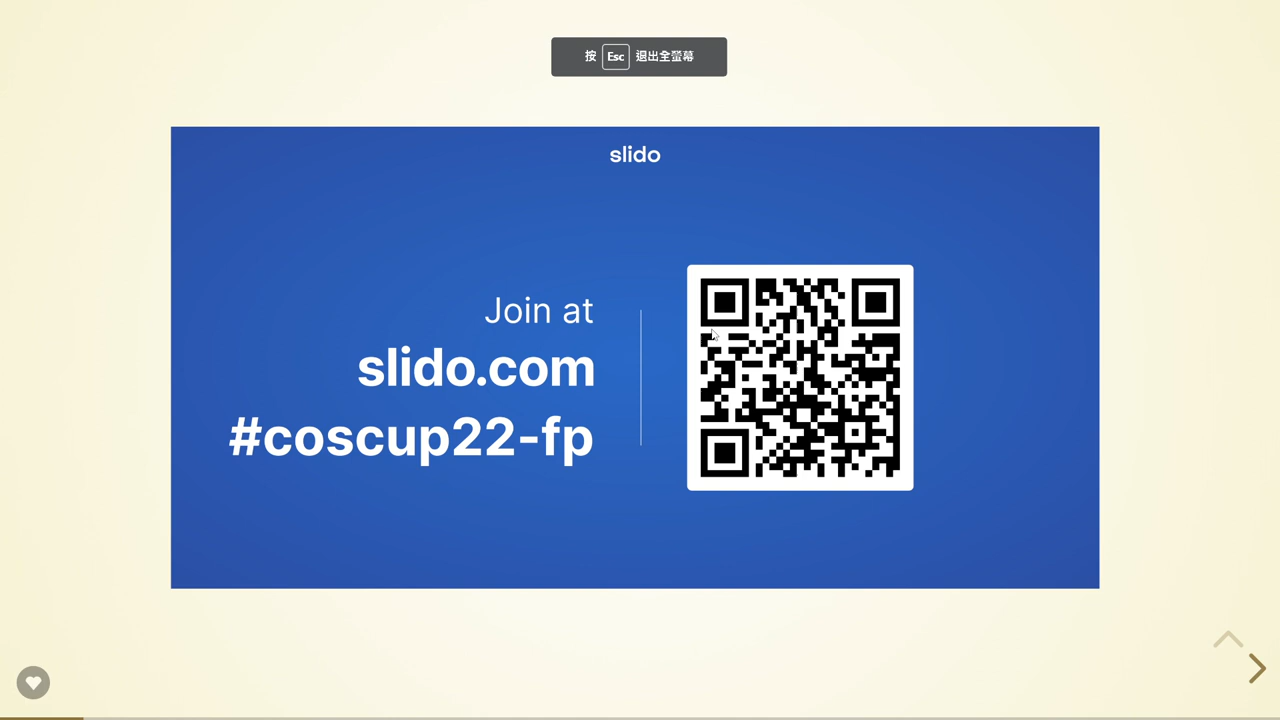 按 Esc 退出全螢幕
slido
Join at
slido.com
#coscup22-fp